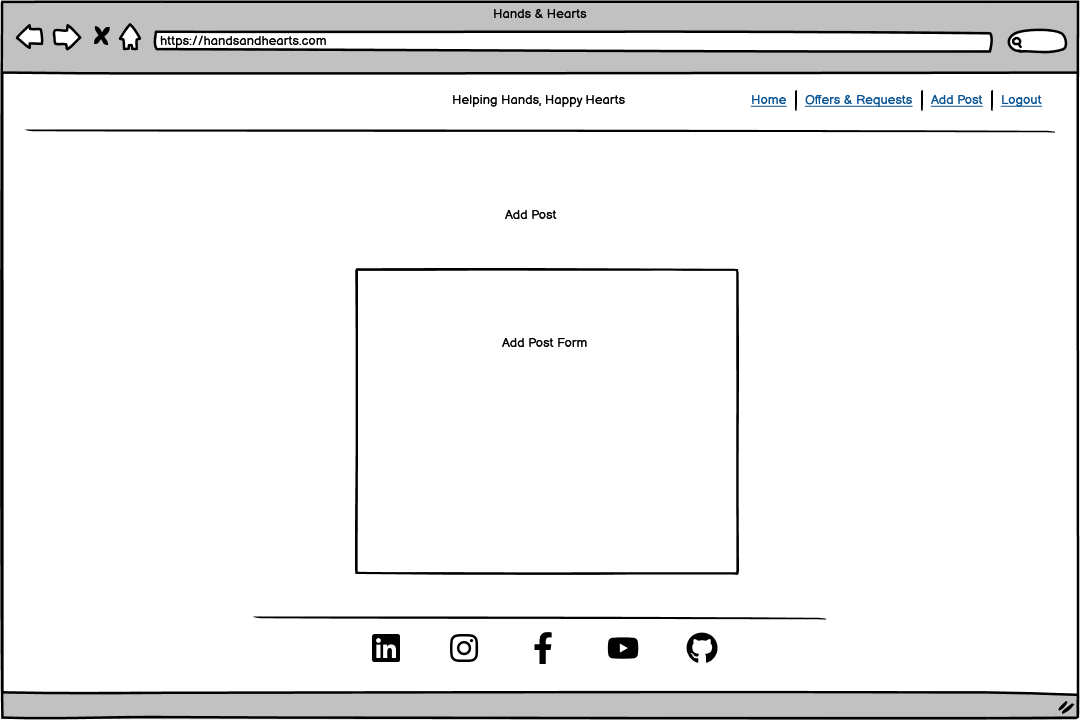 Hands & Hearts
https://handsandhearts.com
Helping Hands, Happy Hearts
Home
Offers & Requests
Add Post
Logout
Add Post
Add Post Form
in